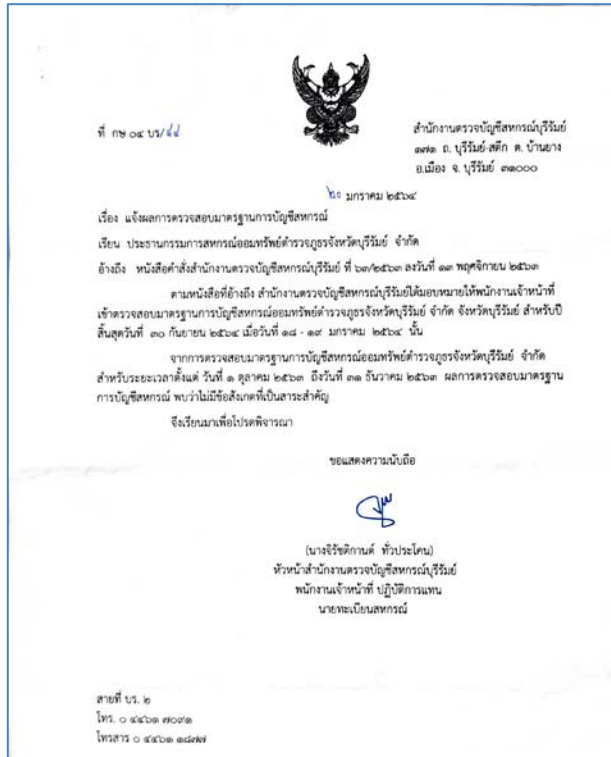 ที่ กษ ๐๔ บร/๔๔
สำนักงานตรวจบัญชีสหกรณ์บุรีรัมย์
๑๗๑ ถ. บุรีรัมย์-สตึก ต. บ้านยาง
อ.เมือง จ. บุรีรัมย์ ๓๑๐๐๐
๒๐ มกราคม ๒๕๖๔
เรื่อง แจ้งผลการตรวจสอบมาตรฐานการบัญชีสหกรณ์
เรียน ประธานกรรมการสหกรณ์ออมทรัพย์ตำรวจภูธรจังหวัดบุรีรัมย์ จำกัด
อ้างถึง หนังสือคำสั่งสำนักงานตรวจบัญชีสหกรณ์บุรีรัมย์ ที่ ๖๓/๒๕๖๓ ลงวันที่ ๑๓ พฤศจิกายน ๒๕๖๓
ตามหนังสือที่อ้างถึง สำนักงานตรวจบัญชีสหกรณ์บุรีรัมย์ได้มอบหมายให้พนักงานเจ้าหน้าที่
เข้าตรวจสอบมาตรฐานการบัญชีสหกรณ์ออมทรัพย์ตำรวจภูธรจังหวัดบุรีรัมย์ จำกัด จังหวัดบุรีรัมย์ สำหรับปี
สิ้นสุดวันที่ ๓๐ กันยายน ๒๕๖๔ เมื่อวันที่ ๑๘ - ๑๙ มกราคม ๒๕๖๔ นั้น
จากการตรวจสอบมาตรฐานการบัญชีสหกรณ์ออมทรัพย์ตำรวจภูธรจังหวัดบุรีรัมย์ จำกัด
สำหรับระยะเวลาตั้งแต่ วันที่ ๑ ตุลาคม ๒๕๖๓ ถึงวันที่ ๓๑ ธันวาคม ๒๕๖๓ ผลการตรวจสอบมาตรฐาน
การบัญชีสหกรณ์ พบว่าไม่มีข้อสังเกตที่เป็นสาระสำคัญ
จึงเรียนมาเพื่อโปรดพิจารณา
ขอแสดงความนับถือ
(นางจิรัชติกานต์ ทั่วประโคน)
หัวหน้าสำนักงานตรวจบัญชีสหกรณ์บุรีรัมย์
พนักงานเจ้าหน้าที่ ปฏิบัติการแทน
นายทะเบียนสหกรณ์
สายที่ บร. ๒
โทร. ๐ ๔๔๖๑ ๗๐๙๑
โทรสาร ๐ ๔๔๖๑ ๑๘๗๗